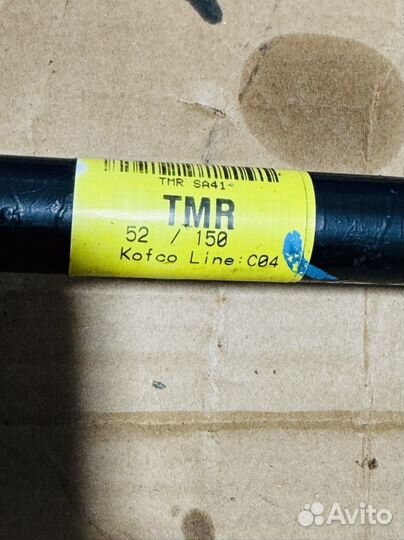 TMR SA41-
TMR
52 / 150
Kofco Line:C04
Avito